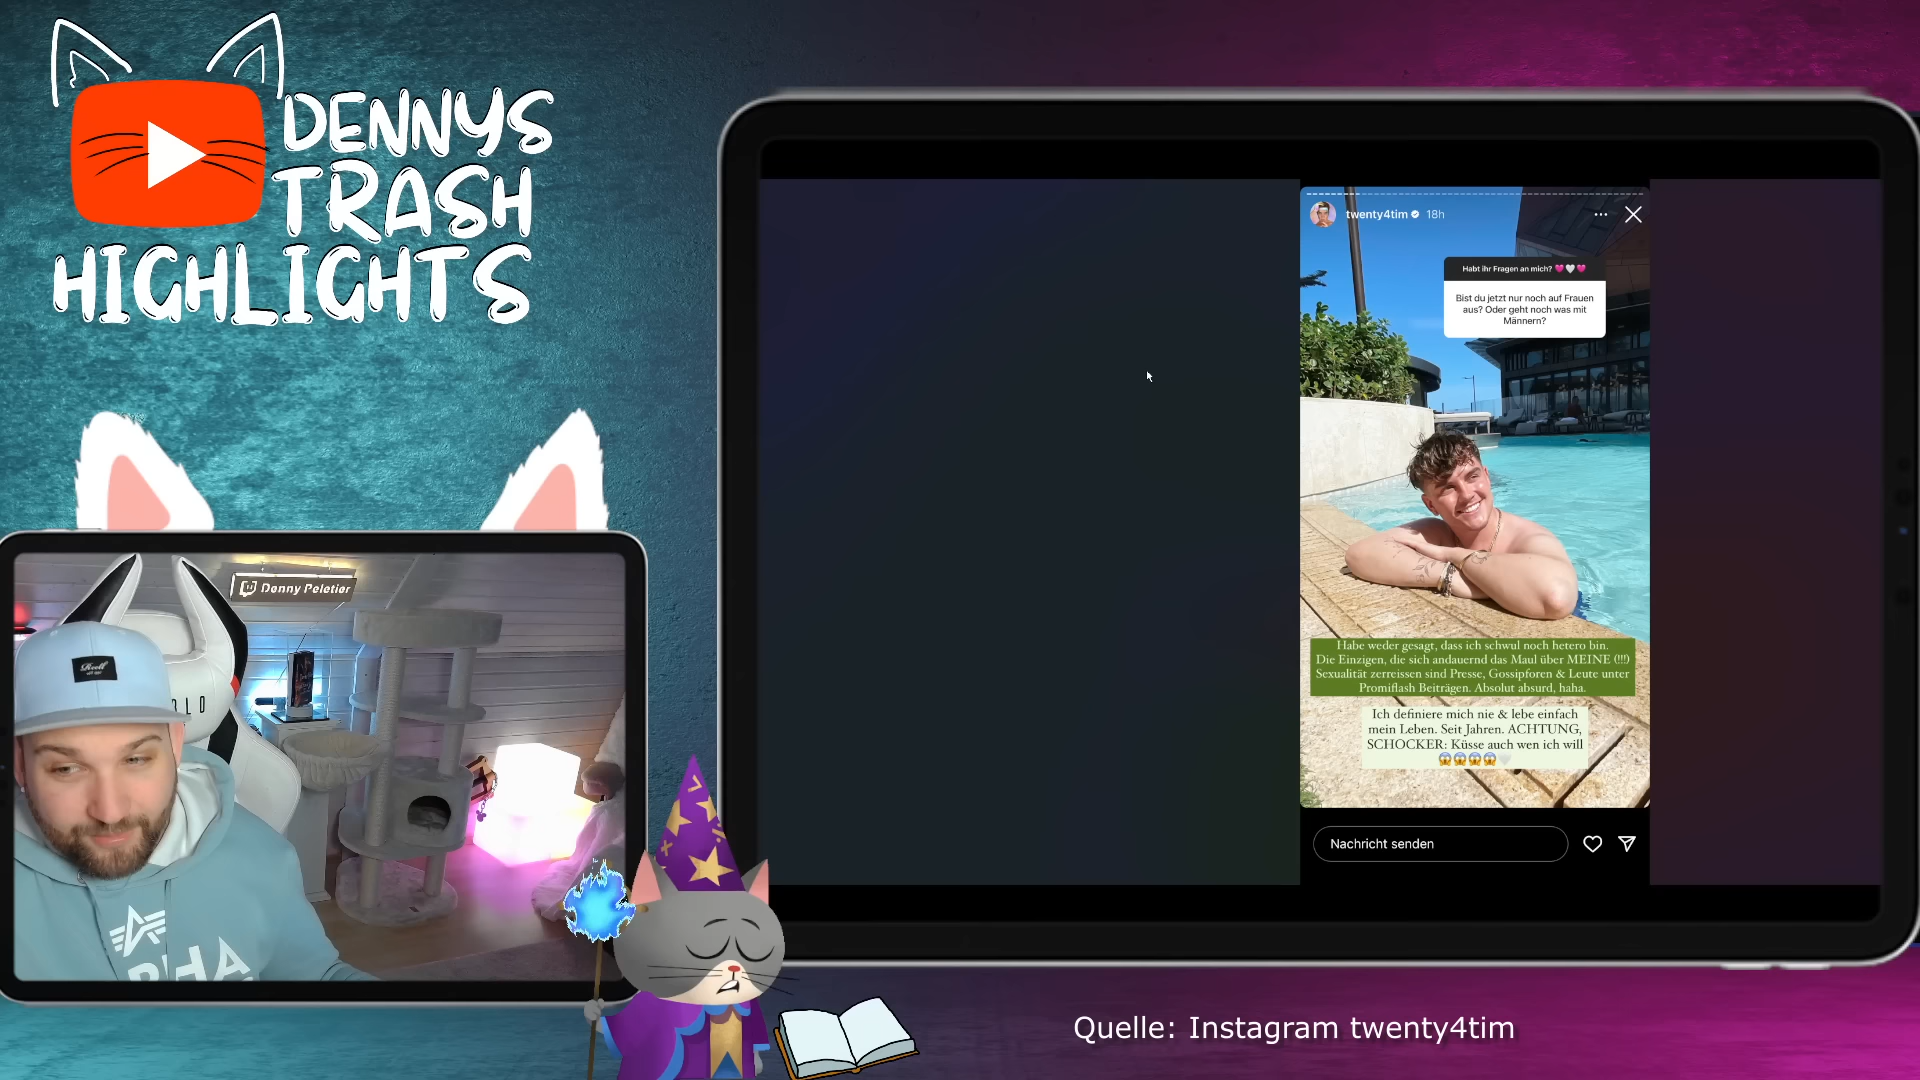 DENNYS
TRASH
HIGHLIGHTS
Denny Peletier
twenty4tim 18h
Habt ihr Fragen an mich? 💗🤍💗
Bist du jetzt nur noch auf Frauen
aus? Oder geht noch was mit
Männern?
Habe weder gesagt, dass ich schwul noch hetero bin.
Die Einzigen, die sich andauernd das Maul über MEINE (!!!)
Sexualität zerreissen sind Presse, Gossipforen & Leute unter
Promiflash Beiträgen. Absolut absurd, haha.
Ich definiere mich nie & lebe einfach
mein Leben. Seit Jahren. ACHTUNG,
SCHOCKER: Küsse auch wen ich will
😱😱😱😱🤍
Nachricht senden
Quelle: Instagram twenty4tim